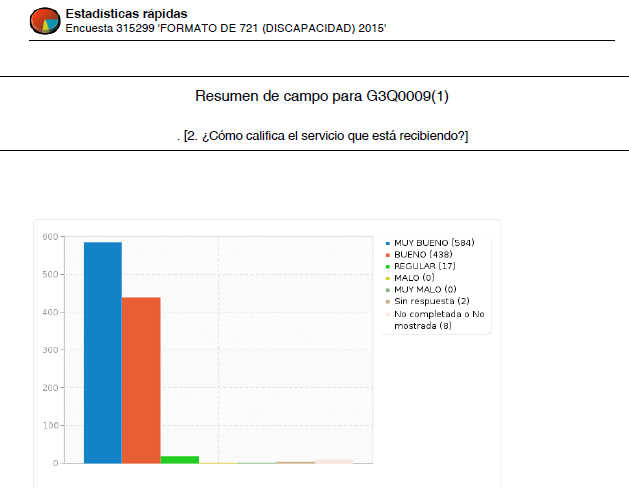 Estadísticas rápidas
Encuesta 315299 'FORMATO DE 721 (DISCAPACIDAD) 2015'
Resumen de campo para G3Q0009(1)
. [2. ¿Cómo califica el servicio que está recibiendo?]
600
500
400
300
200
100
0
MUY BUENO (584)
BUENO (438)
REGULAR (17)
MALO (0)
MUY MALO (0)
Sin respuesta (2)
No completada o No
mostrada (8)